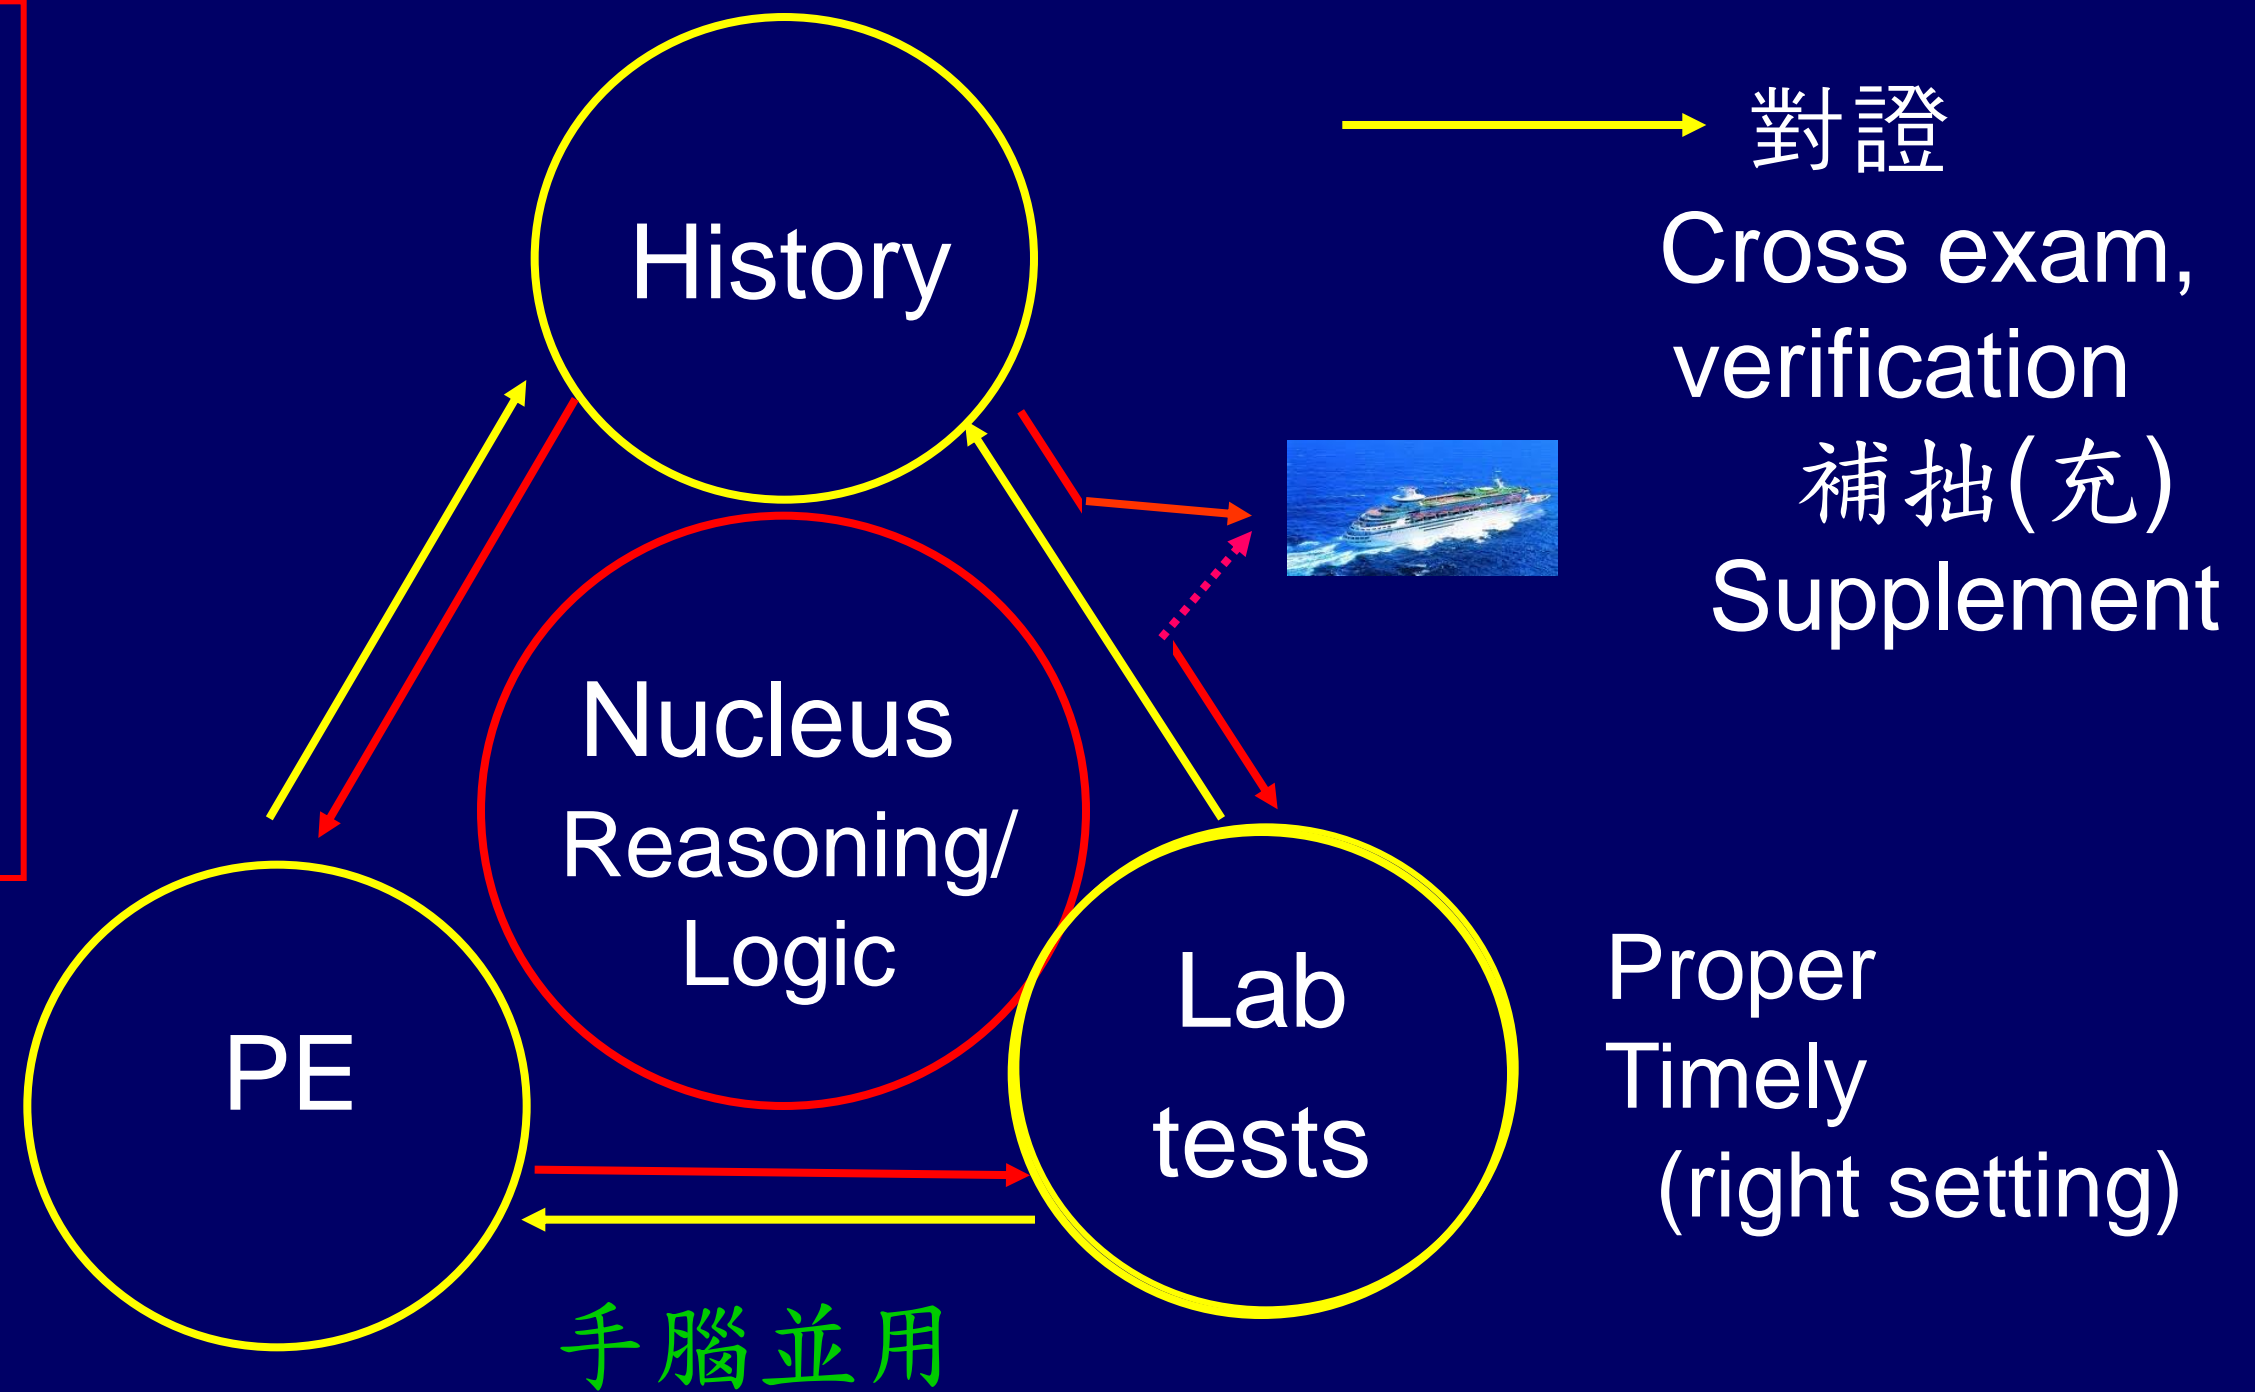 History
Nucleus
Reasoning/
Logic
PE
Lab
tests
手腦並用
對證
Cross exam,
verification
補拙(充)
Supplement
Proper
Timely
(right setting)